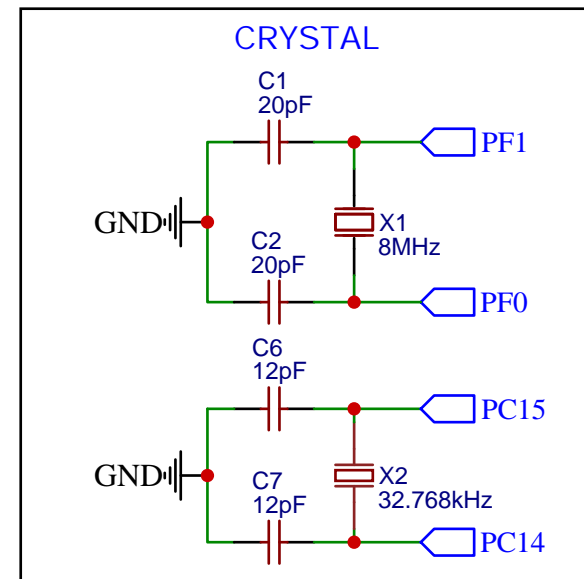 CRYSTAL
C1
20pF
PF1
GND
X1
8MHz
C2
20pF
PF0
C6
12pF
PC15
GND
X2
32.768kHz
C7
12pF
PC14